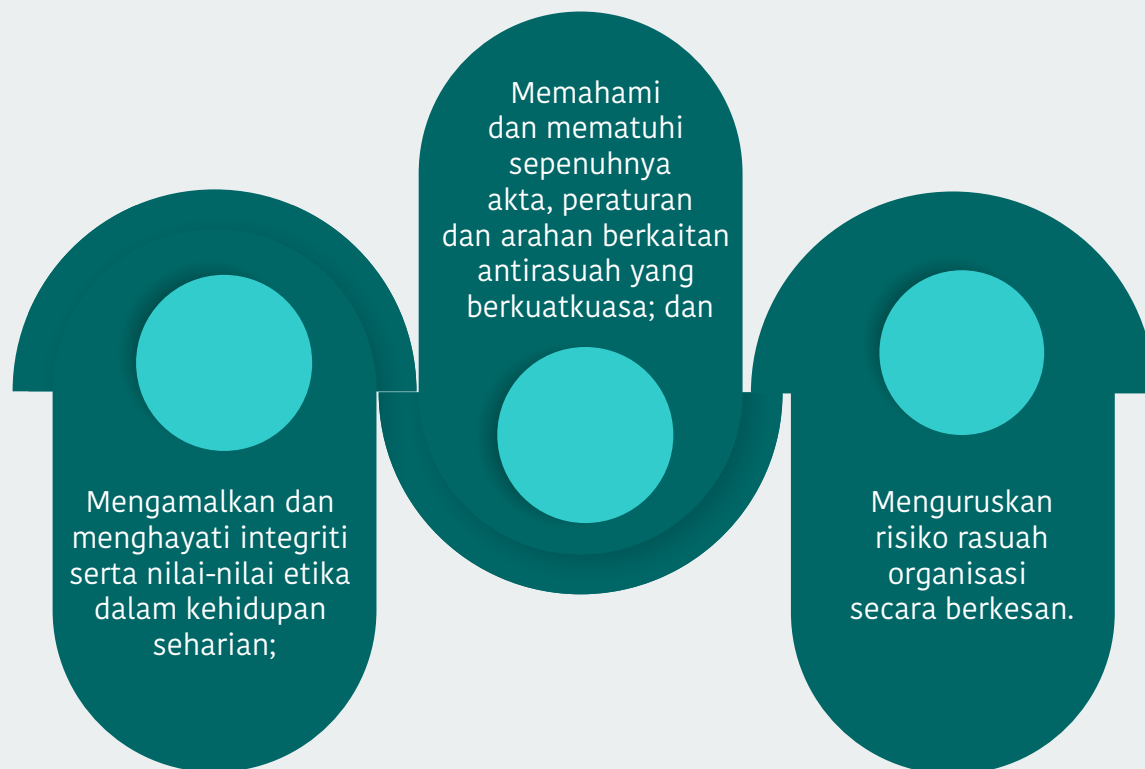 Mengamalkan dan
menghayati integriti
serta nilai-nilai etika
dalam kehidupan
seharian;
Memahami
dan mematuhi
sepenuhnya
akta, peraturan
dan arahan berkaitan
antirasuah yang
berkuatkuasa; dan
Menguruskan
risiko rasuah
organisasi
secara berkesan.